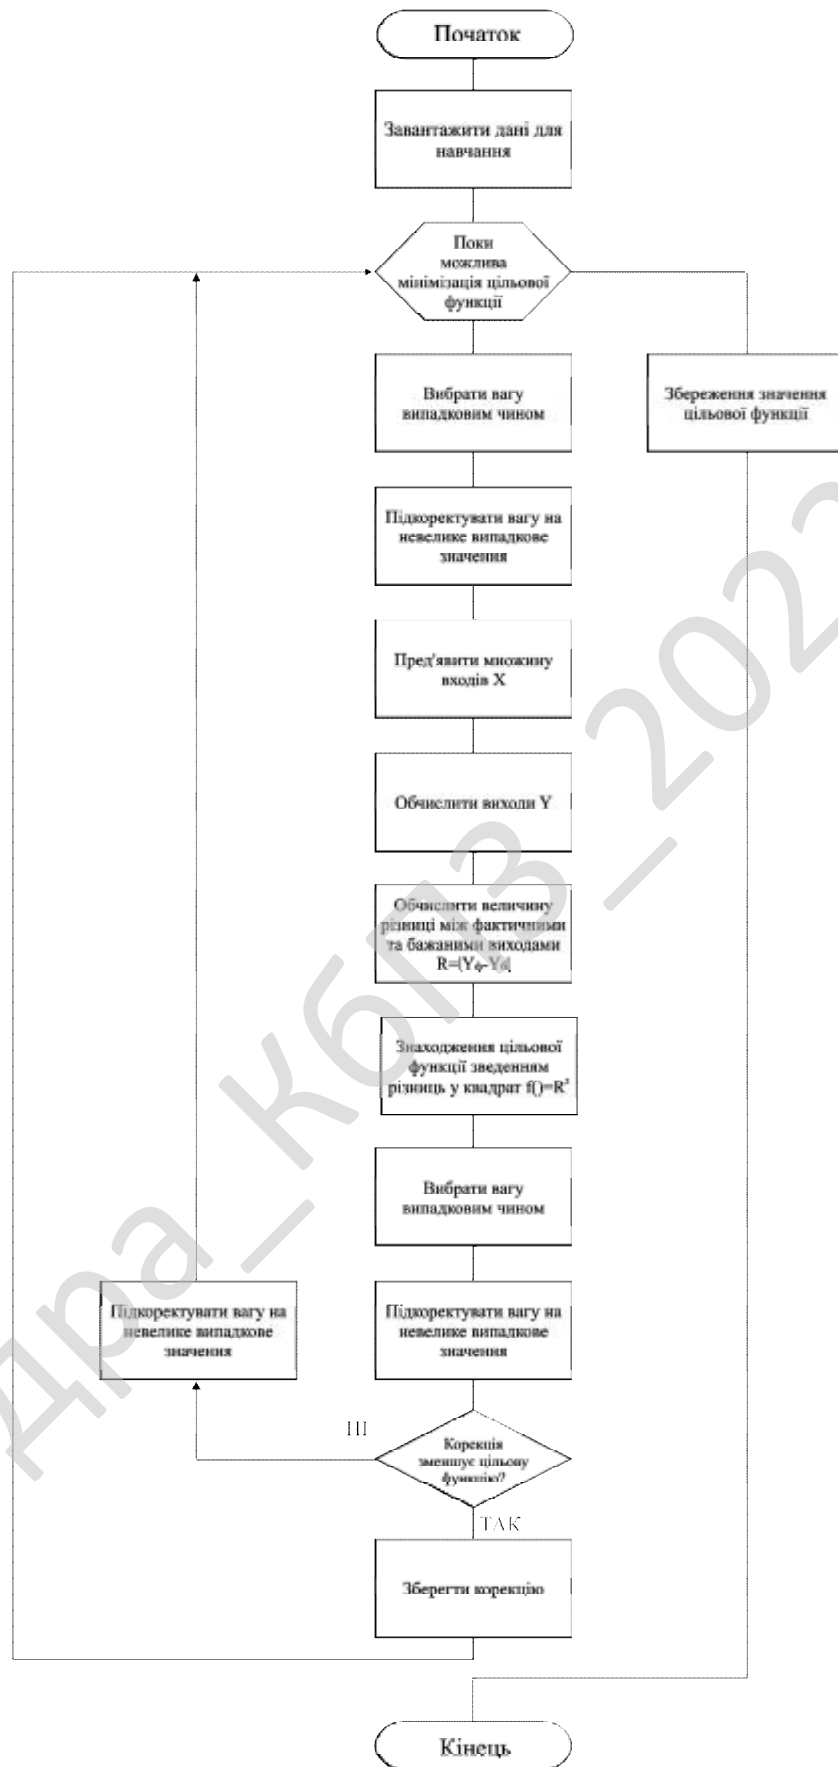 Початок
Завантажити дані для
навчання
Поки
можлива
мінімізація цільової
функції
Вибрати вагу
випадковим чином
Збереження значення
цільової функції
Підкоректувати вагу на
невелике випадкове
значення
Пред'явити множину
входів X
Обчислити виходи Y
Обчислити величину
різниці між фактичними
та бажаними виходами
Знаходження цільової
функції зведенням
різниць у квадрат f()=R²
Вибрати вагу
випадковим чином
Підкоректувати вагу на
невелике випадкове
значення
Підкоректувати вагу на
невелике випадкове
значення
НІ
Корекція
зменшує цільову
функцію?
ТАК
Зберегти корекцію
Кінець
дра_КбПЗ_202